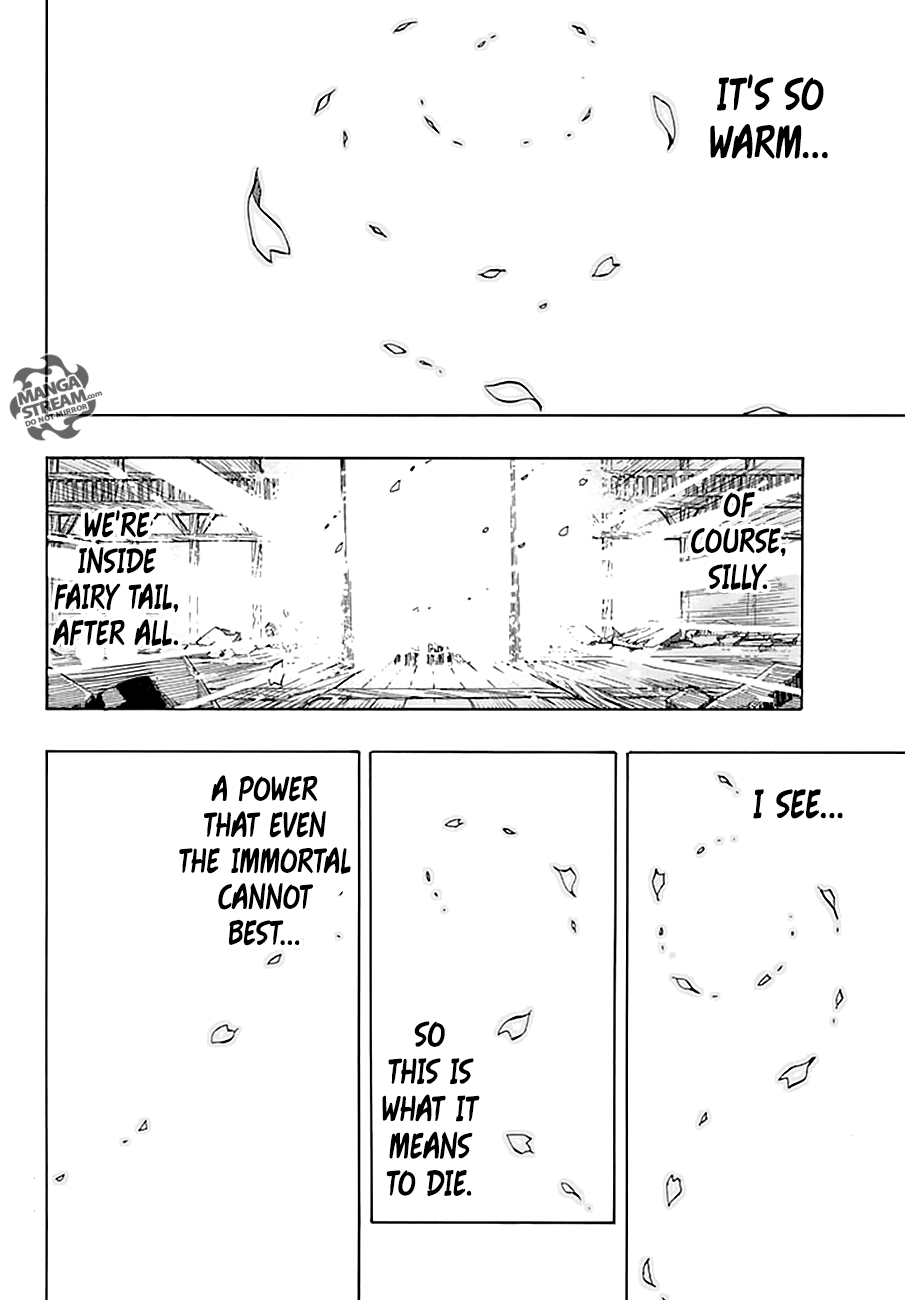 IT'S SO
WARM...
MANGA
STREAM.com
DO NOT MIRROR
OF
COURSE,
SILLY.
WE'RE
INSIDE
FAIRY TAIL,
AFTER ALL.
I SEE...
SO
THIS IS
WHAT IT
MEANS
TO DIE.
A POWER
THAT EVEN
THE IMMORTAL
CANNOT
BEST...